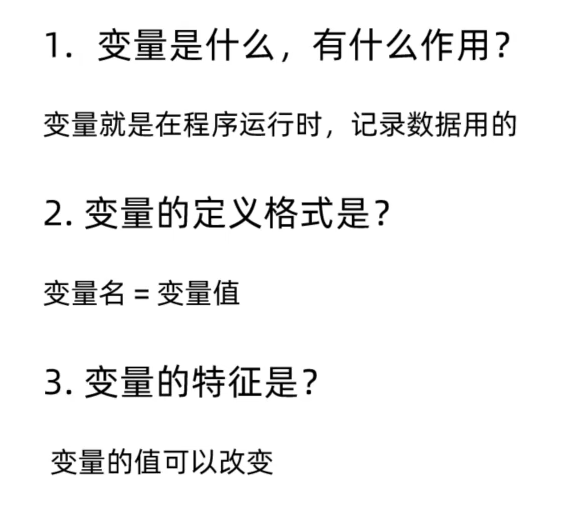 1. 变量是什么，有什么作用？
变量就是在程序运行时，记录数据用的
2. 变量的定义格式是？
变量名 = 变量值
3. 变量的特征是？
变量的值可以改变